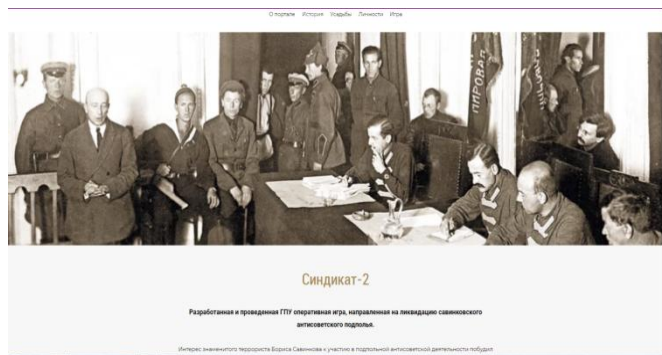 О портале История Усадьбы Личности Игра
ПИРОВАЛ
Синдикат-2
Разработанная и проведенная ГПУ оперативная игра, направленная на ликвидацию савинковского
антисоветского подполья.
Интерес знаменитого террориста Бориса Савинкова к участию в подпольной антисоветской деятельности побудил